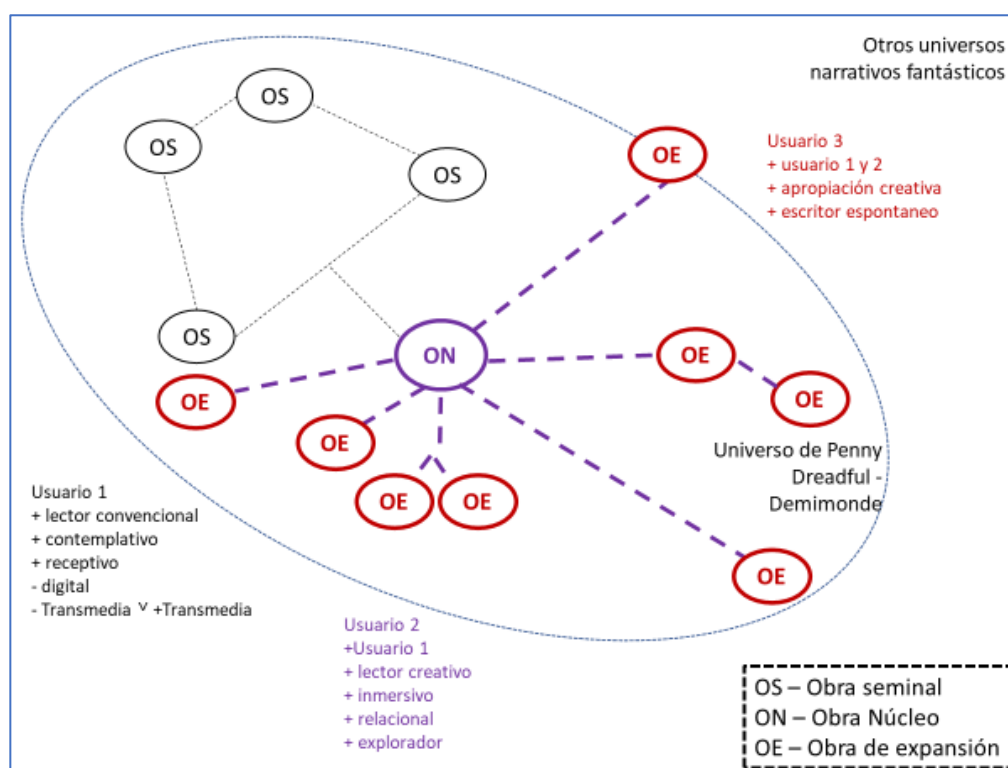 Otros universos
narrativos fantásticos
OS
OS
OS
OE
Usuario 3
+ usuario 1 y 2
+ apropiación creativa
+ escritor espontaneo
OS
ON
OE
OE
OE
OE
OE
OE
Universo de Penny
Dreadful -
Demimonde
OE
Usuario 1
+ lector convencional
+ contemplativo
+ receptivo
- digital
- Transmedia ˅ +Transmedia
Usuario 2
+Usuario 1
+ lector creativo
+ inmersivo
+ relacional
+ explorador
OS – Obra seminal
ON – Obra Núcleo
OE – Obra de expansión